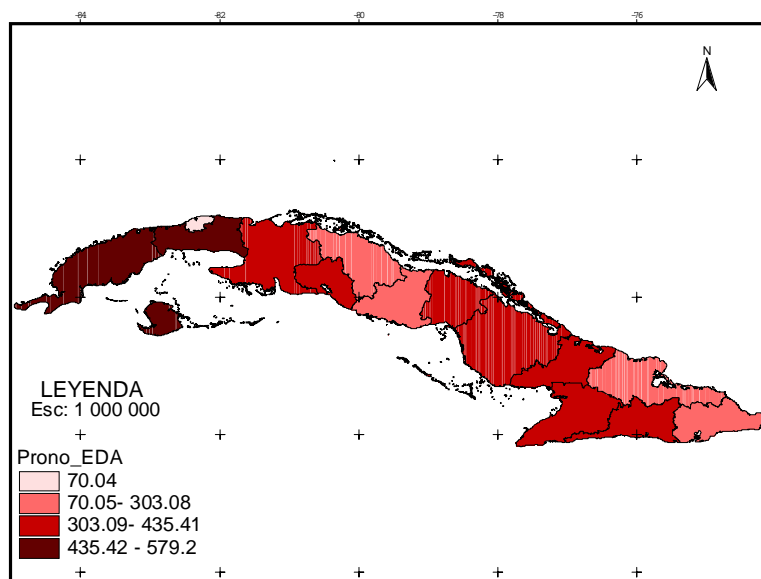 -84 -82 -80 -78 -76
N
LEYENDA
Esc: 1 000 000
Prono_EDA
70.04
70.05- 303.08
303.09- 435.41
435.42 - 579.2